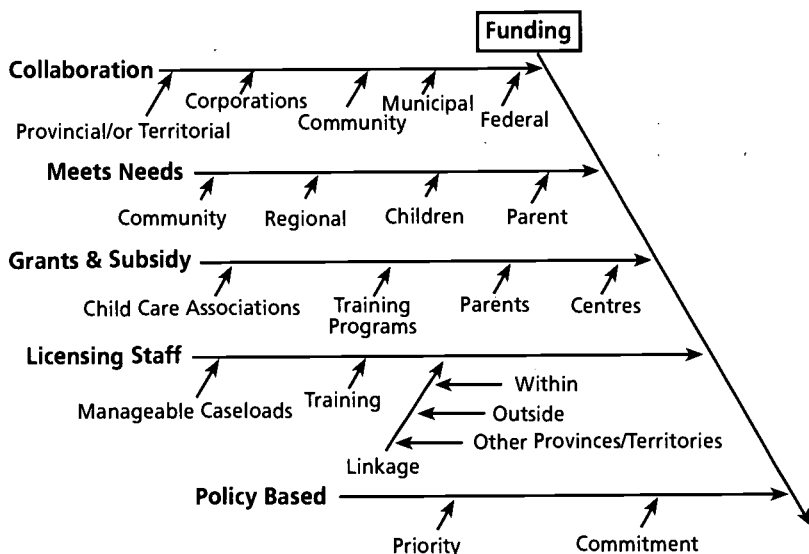 Funding
Collaboration
Provincial/or Territorial
Corporations
Community
Municipal
Federal
Meets Needs
Community
Regional
Children
Parent
Grants & Subsidy
Child Care Associations
Training
Programs
Parents
Centres
Licensing Staff
Manageable Caseloads
Training
Linkage
Within
Outside
Other Provinces/Territories
Policy Based
Priority
Commitment